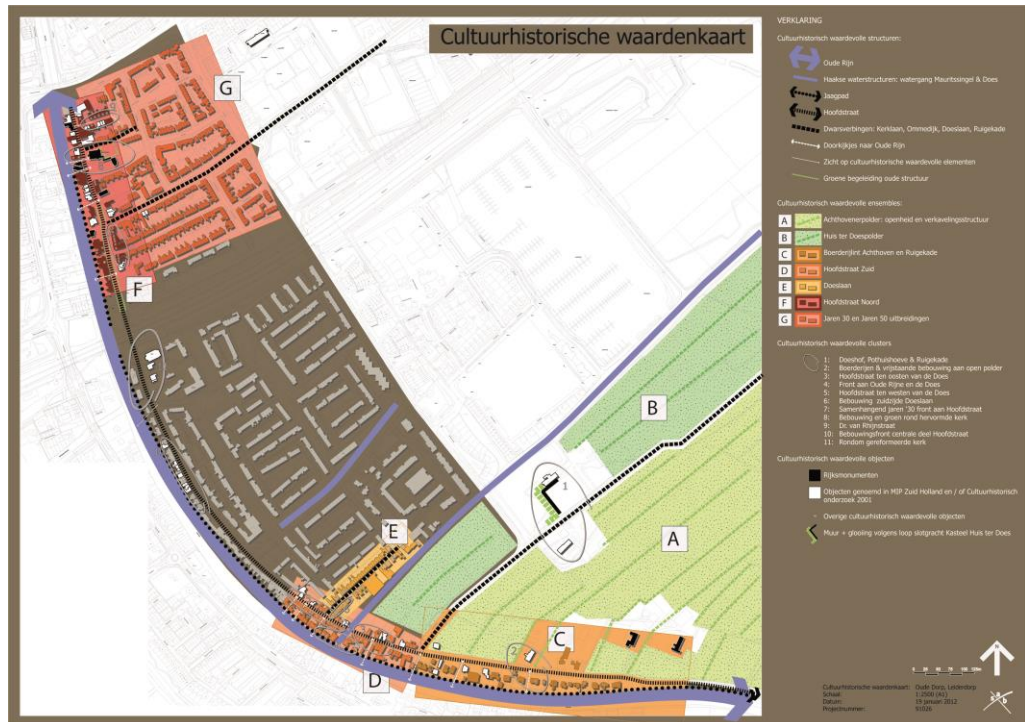 Cultuurhistorische waardenkaart
G
F
E
D
C
B
A
1
2
VERKLARING
Cultuurhistorisch waardevolle structuren:
Oude Rijn
Haakse waterstructuren: watergang Mauritssingel & Does
Jaagpad
Hoofdstraat
Dwarsverbingen: Kerklaan, Ommedijk, Doeslaan, Ruigekade
Doorkijkjes naar Oude Rijn
Zicht op cultuurhistorische waardevolle elementen
Groene begeleiding oude structuur
Cultuurhistorisch waardevolle ensembles:
A Achthovenerpolder: openheid en verkavelingsstructuur
B Huis ter Doespolder
C Boerderijlint Achthoven en Ruigekade
D Hoofdstraat Zuid
E Doeslaan
F Hoofdstraat Noord
G Jaren 30 en Jaren 50 uitbreidingen
Cultuurhistorisch waardevolle clusters
1: Doeshof, Pothuishoeve & Ruigekade
2: Boerderijen & vrijstaande bebouwing aan open polder
3: Hoofdstraat ten oosten van de Does
4: Front aan Oude Rijne en de Does
5: Hoofdstraat ten westen van de Does
6: Bebouwing zuidzijde Doeslaan
7: Samenhangend jaren '30 front aan Hoofdstraat
8: Bebouwing en groen rond hervormde kerk
9: Dr. van Rhijnstraat
10: Bebouwingsfront centrale deel Hoofdstraat
11: Rondom gereformeerde kerk
Cultuurhistorisch waardevolle objecten
Rijksmonumenten
Objecten genoemd in MIP Zuid Holland en / of Cultuurhistorisch
onderzoek 2001
Overige cultuurhistorisch waardevolle objecten
Muur + glooiing volgens loop slotgracht Kasteel Huis ter Does
Cultuurhistorische waardenkaart: Oude Dorp, Leiderdorp
Schaal: 1:2500 (A1)
Datum: 19 januari 2012
Projectnummer: 91026